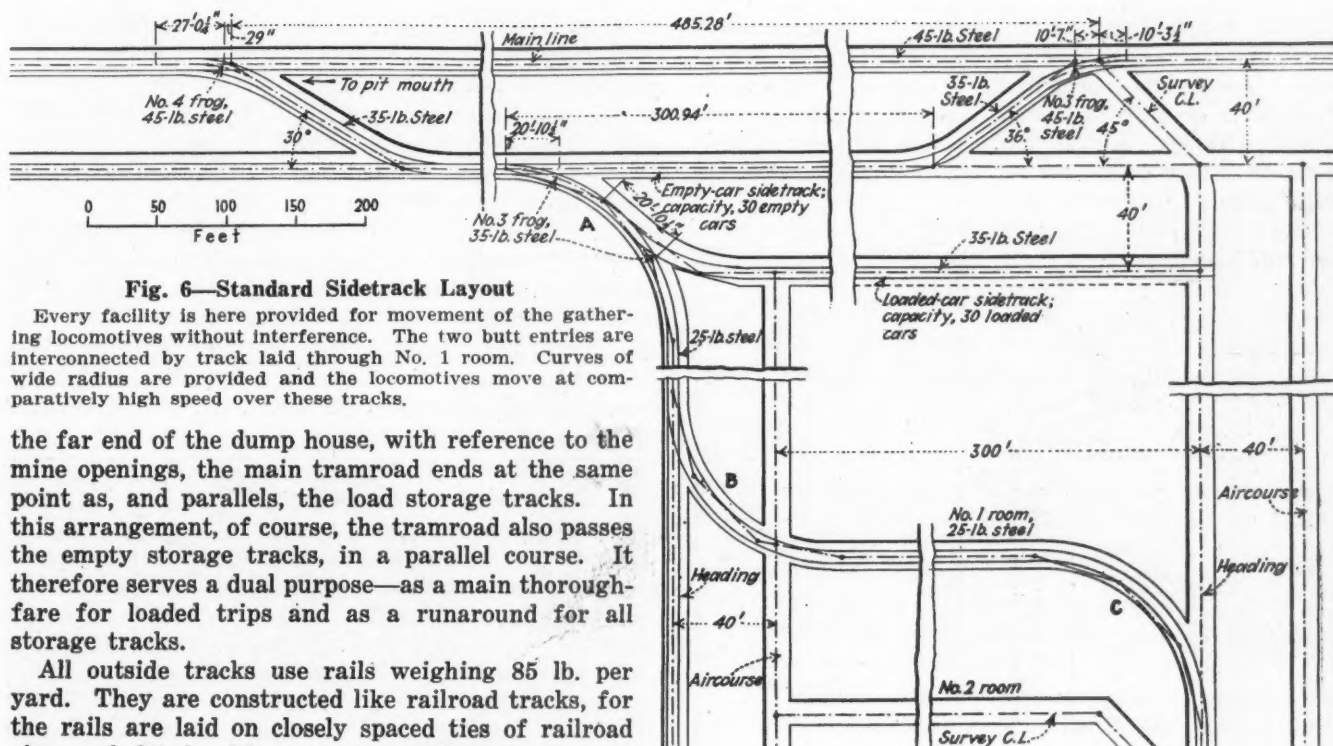 27'-0¼"
29"
485.28'
Main line
45-lb. Steel
10'-7"
10'-3½"
To pit mouth
No. 4 frog,
45-lb. steel
35-lb. Steel
30°
300.94'
20'-10½"
35-lb.
Steel
No. 3 frog,
45-lb.
steel
36°
45°
Survey
C.L.
40'
0 50 100 150 200
Feet
No. 3 frog,
35-lb. steel
A
Empty-car sidetrack;
capacity, 30 empty
cars
40'
35-lb. Steel
Loaded-car sidetrack;
capacity, 30 loaded
cars
25-lb. steel
Fig. 6—Standard Sidetrack Layout
Every facility is here provided for movement of the gather-
ing locomotives without interference. The two butt entries are
interconnected by track laid through No. 1 room. Curves of
wide radius are provided and the locomotives move at com-
paratively high speed over these tracks.
the far end of the dump house, with reference to the
mine openings, the main tramroad ends at the same
point as, and parallels, the load storage tracks. In
this arrangement, of course, the tramroad also passes
the empty storage tracks, in a parallel course. It
therefore serves a dual purpose—as a main thorough-
fare for loaded trips and as a runaround for all
storage tracks.
All outside tracks use rails weighing 85 lb. per
yard. They are constructed like railroad tracks, for
the rails are laid on closely spaced ties of railroad
300'
40'
B
Aircourse
No. 1 room,
25-lb. steel
Heading
Heading
C
40'
Aircourse
No. 2 room
Survey C.L.